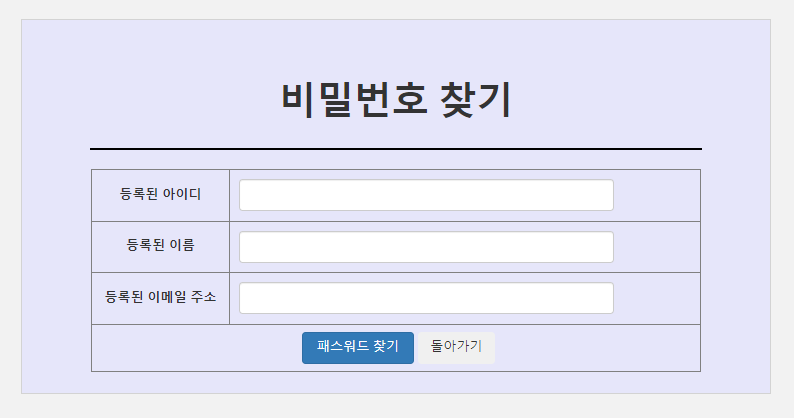 비밀번호 찾기
등록된 아이디
등록된 이름
등록된 이메일 주소
패스워드 찾기 돌아가기